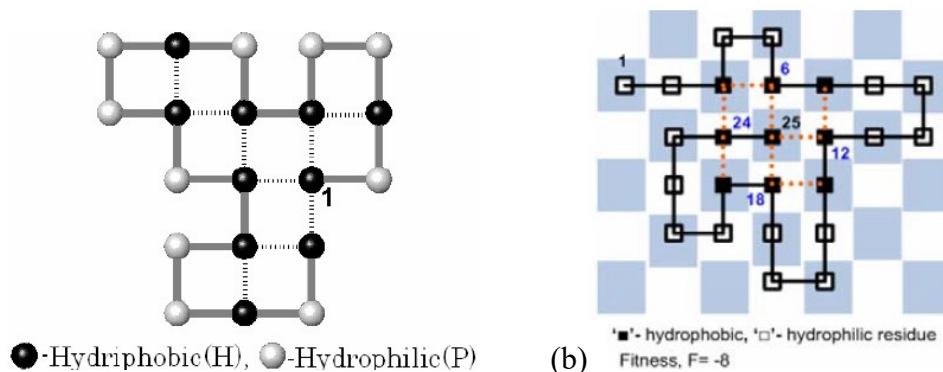 1
1
6
24
25
12
18
●-Hydriphobic(H), ○-Hydrophilic(P)
(b)
'■'- hydrophobic, '□'- hydrophilic residue
Fitness, F= -8